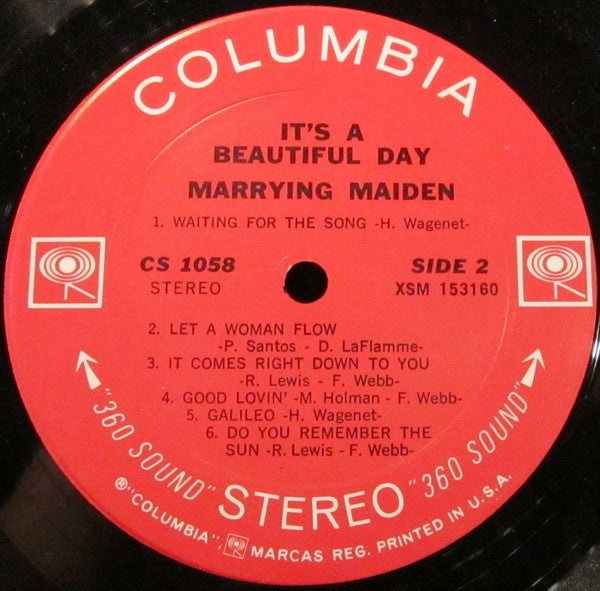 COLUMBIA
IT'S A
BEAUTIFUL DAY
MARRYING MAIDEN
1. WAITING FOR THE SONG -H. Wagenet-
CS 1058
STEREO
SIDE 2
XSM 153160
2. LET A WOMAN FLOW
-P. Santos - D. LaFlamme-
3. IT COMES RIGHT DOWN TO YOU
-R. Lewis - F. Webb-
4. GOOD LOVIN' -M. Holman - F. Webb-
5. GALILEO -H. Wagenet-
6. DO YOU REMEMBER THE
SUN -R. Lewis - F. Webb-
"360 SOUND" STEREO "360 SOUND"
®"COLUMBIA", MARCAS REG. PRINTED IN U.S.A.